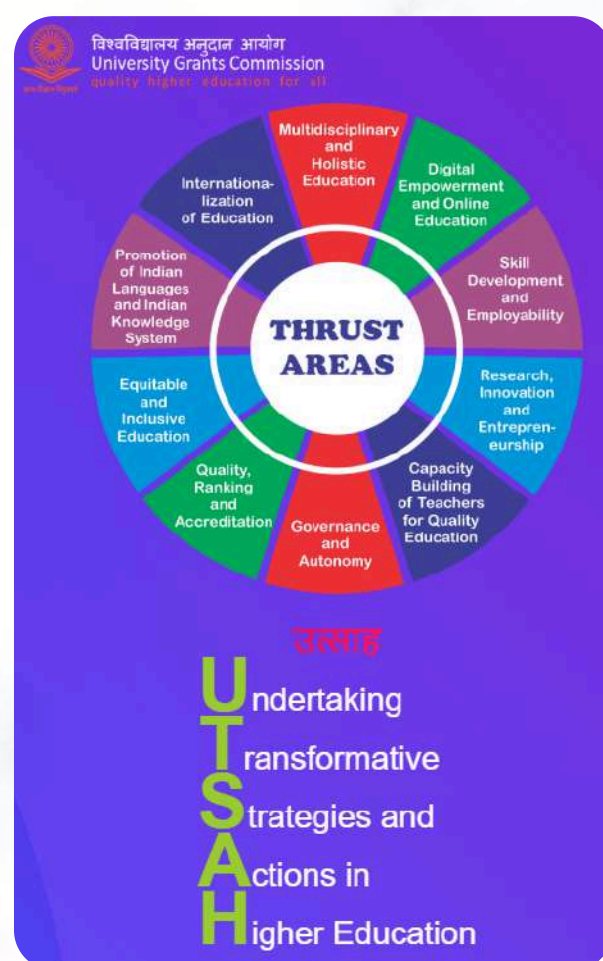 विश्वविद्यालय अनुदान आयोग
University Grants Commission
quality higher education for all
Multidisciplinary
and
Holistic
Education
Digital
Empowerment
and Online
Education
Skill
Development
and
Employability
Research,
Innovation
and
Entrepren-
eurship
Capacity
Building
of Teachers
for Quality
Education
Governance
and
Autonomy
Quality,
Ranking
and
Accreditation
Equitable
and
Inclusive
Education
Promotion
of Indian
Languages
and Indian
Knowledge
System
Internationa-
lization
of Education
THRUST
AREAS
उत्साह
Undertaking
Transformative
Strategies and
Actions in
Higher Education